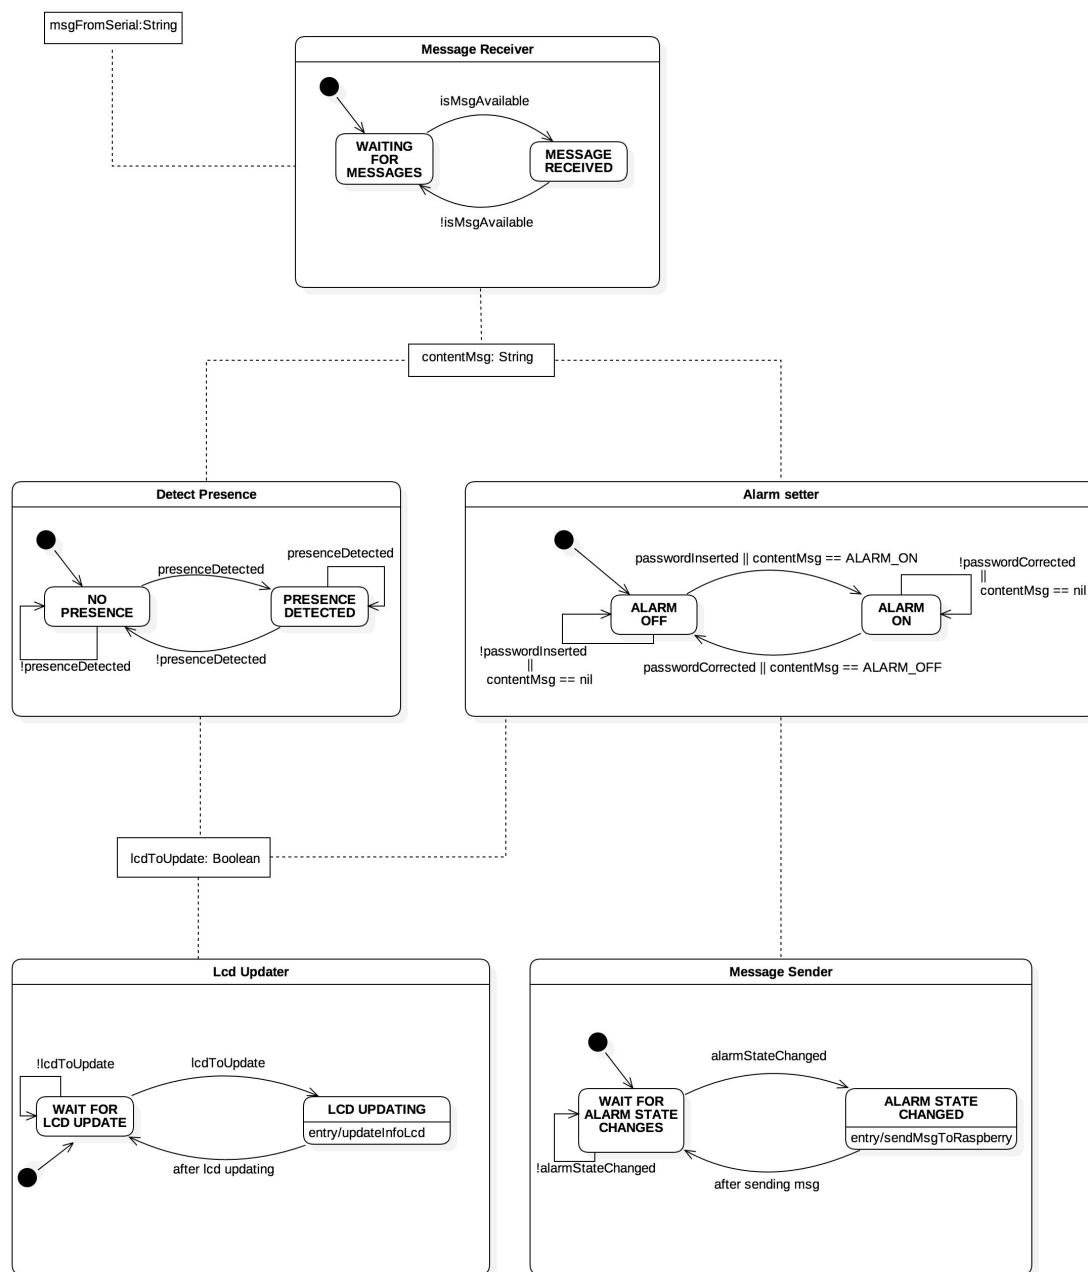 msgFromSerial:String
Message Receiver
isMsgAvailable
WAITING
FOR
MESSAGES
MESSAGE
RECEIVED
!isMsgAvailable
contentMsg: String
Detect Presence
presenceDetected
presenceDetected
NO
PRESENCE
PRESENCE
DETECTED
!presenceDetected
!presenceDetected
Alarm setter
passwordInserted || contentMsg == ALARM_ON
!passwordCorrected
||
contentMsg == nil
ALARM
OFF
ALARM
ON
!passwordInserted
||
contentMsg == nil
passwordCorrected || contentMsg == ALARM_OFF
lcdToUpdate: Boolean
Lcd Updater
!lcdToUpdate
lcdToUpdate
WAIT FOR
LCD UPDATE
LCD UPDATING
entry/updateInfoLcd
after lcd updating
Message Sender
alarmStateChanged
WAIT FOR
ALARM STATE
CHANGES
ALARM STATE
CHANGED
entry/sendMsgToRaspberry
!alarmStateChanged
after sending msg